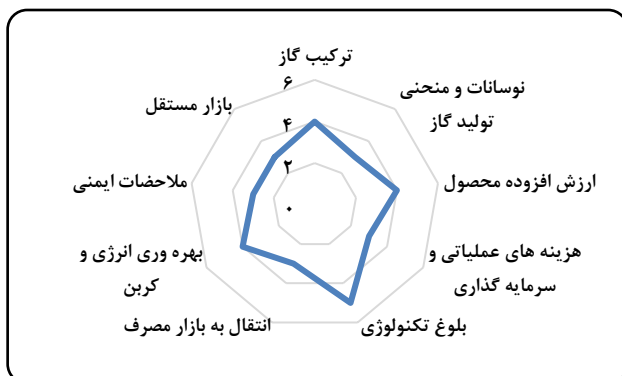 ترکیب گاز
نوسانات و منحنی
تولید گاز
ارزش افزوده محصول
هزینه های عملیاتی و
سرمایه گذاری
بلوغ تکنولوژی
انتقال به بازار مصرف
بهره وری انرژی و
کربن
ملاحضات ایمنی
بازار مستقل
۶
۴
۲
۰